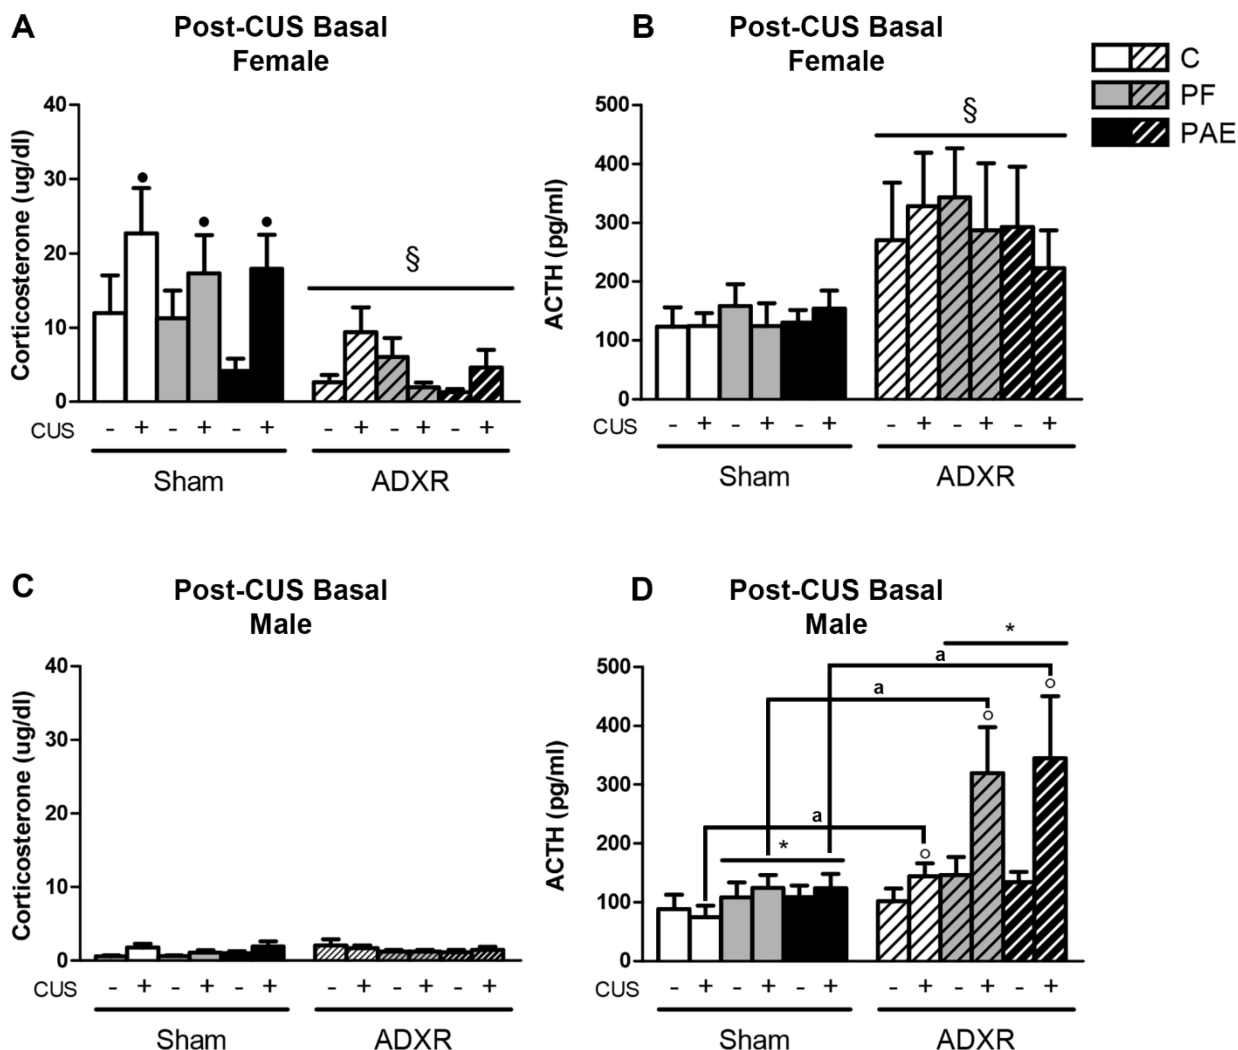 A
Post-CUS Basal
Female
40
30
20
10
0
Corticosterone (ug/dl)
•
•
•
§
CUS
- + - + - +
- + - + - +
Sham
ADXR
B
Post-CUS Basal
Female
C
PF
PAE
500
400
300
200
100
0
ACTH (pg/ml)
§
CUS
- + - + - +
- + - + - +
Sham
ADXR
C
Post-CUS Basal
Male
40
30
20
10
0
Corticosterone (ug/dl)
CUS
- + - + - +
- + - + - +
Sham
ADXR
D
Post-CUS Basal
Male
*
500
400
300
200
100
0
ACTH (pg/ml)
a
a
a
*
○
○
○
CUS
- + - + - +
- + - + - +
Sham
ADXR